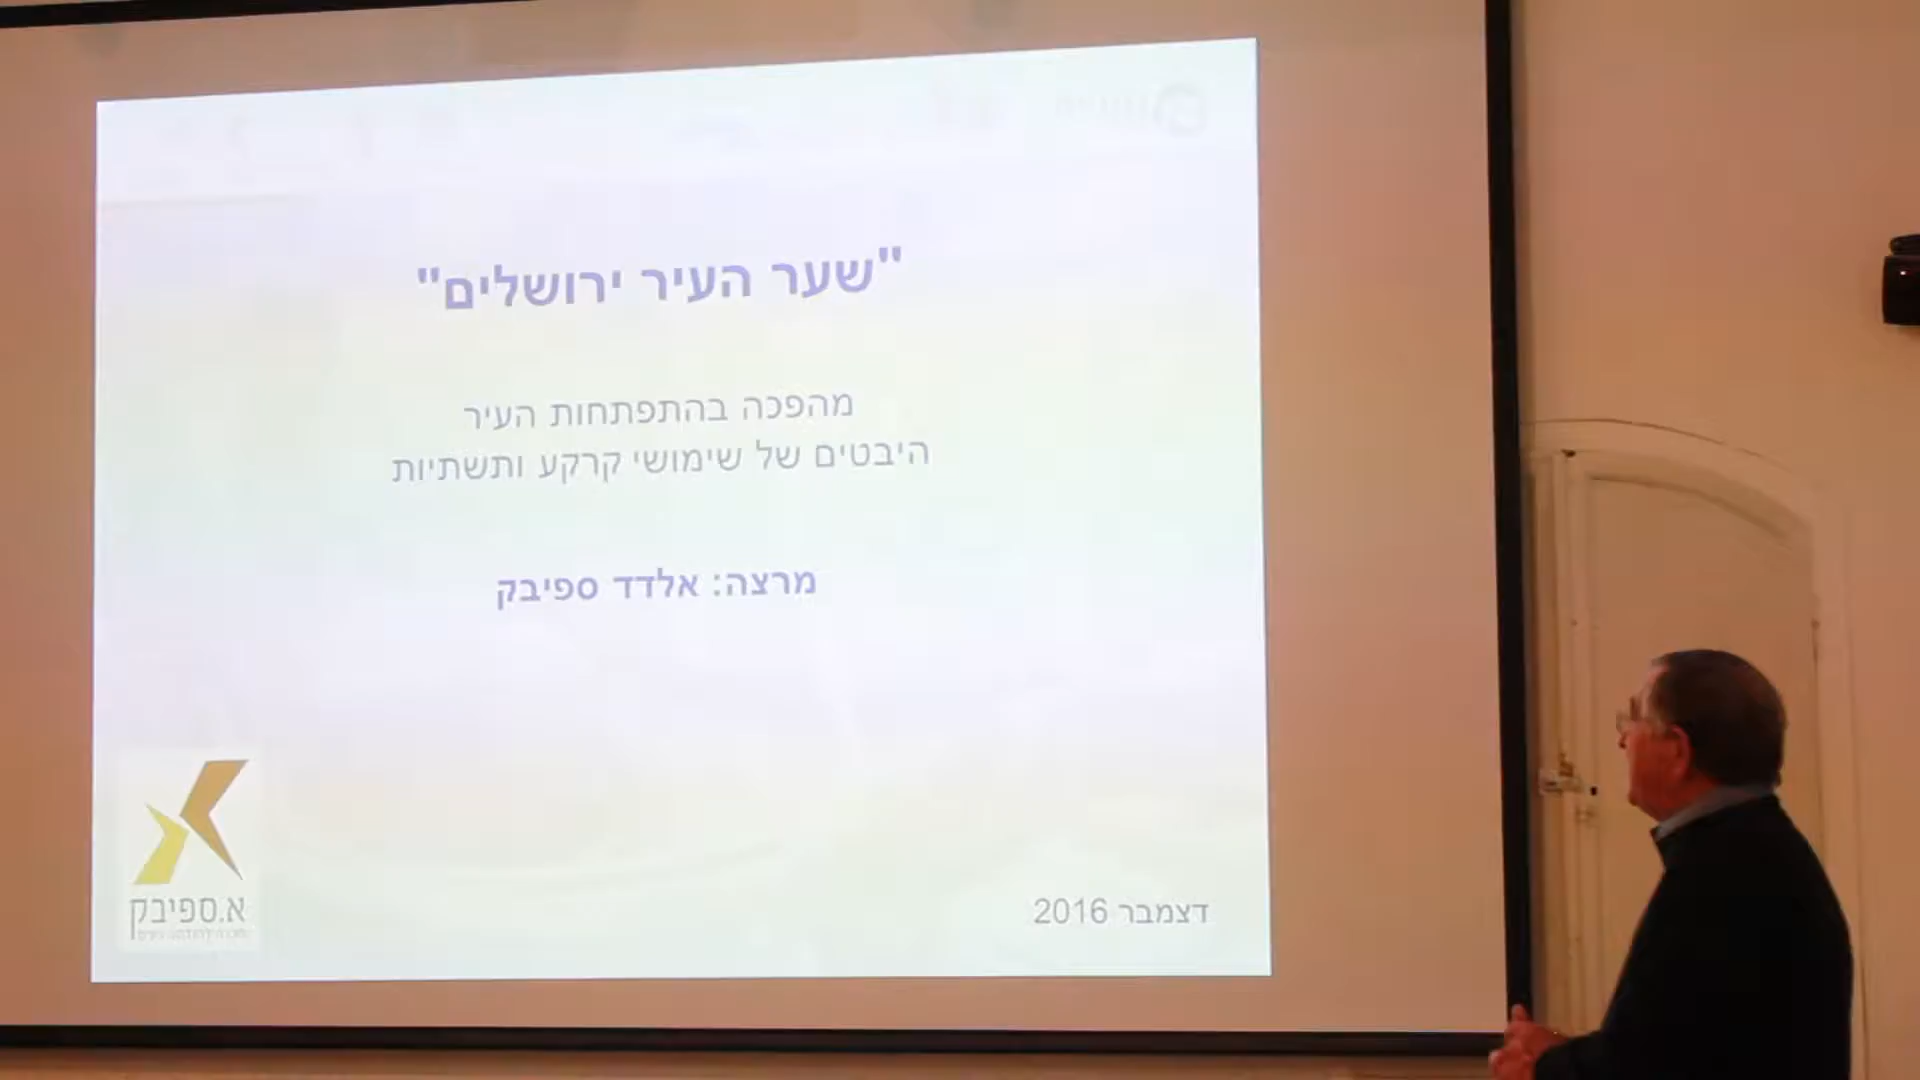 "שער העיר ירושלים"
מהפכה בהתפתחות העיר
היבטים של שימושי קרקע ותשתיות
מרצה: אלדד ספיבק
א.ספיבק
דצמבר 2016